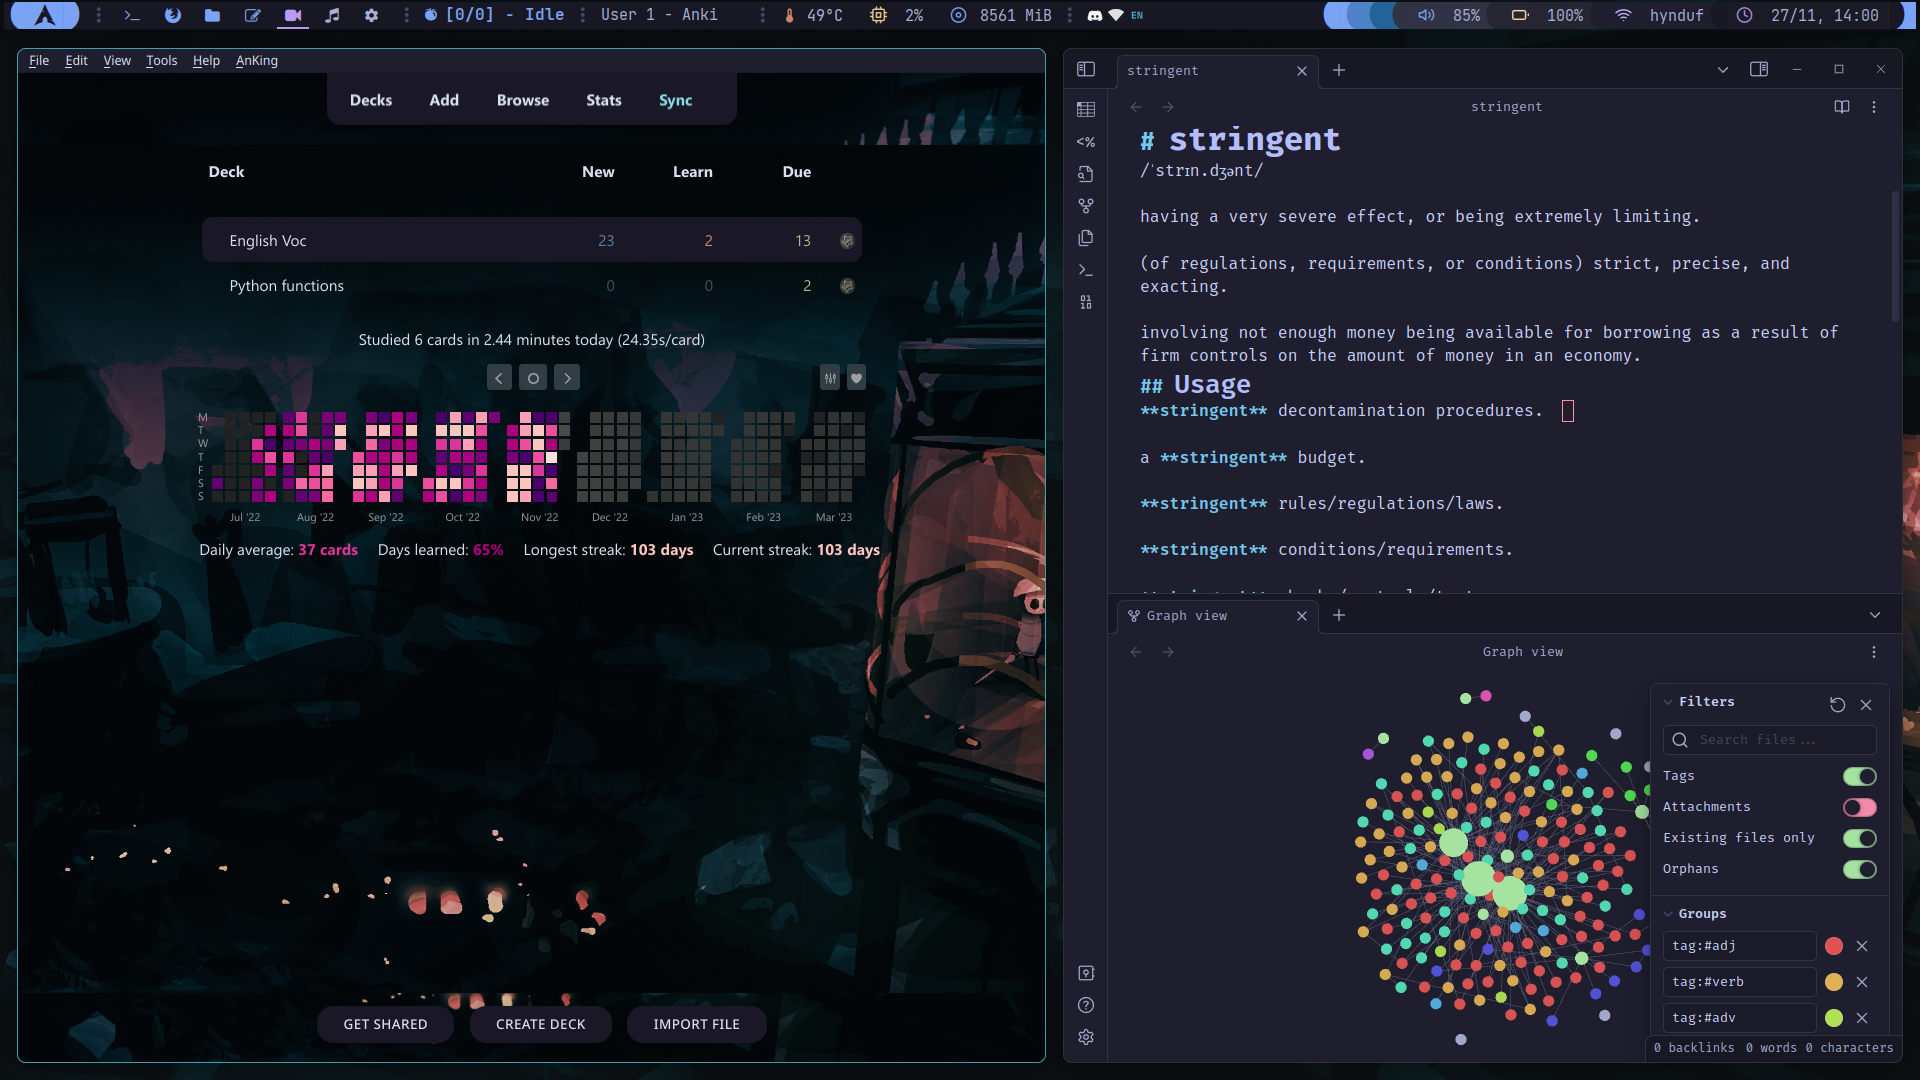 [0/0] - Idle
User 1 - Anki
49°C
2%
8561 MiB
EN
85%
100%
hynduf
27/11, 14:00
File Edit View Tools Help AnKing
Decks Add Browse Stats Sync
Deck New Learn Due
English Voc 23 2 13
Python functions 0 0 2
Studied 6 cards in 2.44 minutes today (24.35s/card)
M
T
W
T
F
S
S
Jul '22 Aug '22 Sep '22 Oct '22 Nov '22 Dec '22 Jan '23 Feb '23 Mar '23
Daily average: 37 cards Days learned: 65% Longest streak: 103 days Current streak: 103 days
GET SHARED CREATE DECK IMPORT FILE
stringent
stringent
# stringent
/ˈstrɪn.dʒənt/
having a very severe effect, or being extremely limiting.
(of regulations, requirements, or conditions) strict, precise, and
exacting.
involving not enough money being available for borrowing as a result of
firm controls on the amount of money in an economy.
## Usage
**stringent** decontamination procedures.
a **stringent** budget.
**stringent** rules/regulations/laws.
**stringent** conditions/requirements.
Graph view
Graph view
Filters
Search files...
Tags
Attachments
Existing files only
Orphans
Groups
tag:#adj
tag:#verb
tag:#adv
0 backlinks 0 words 0 characters